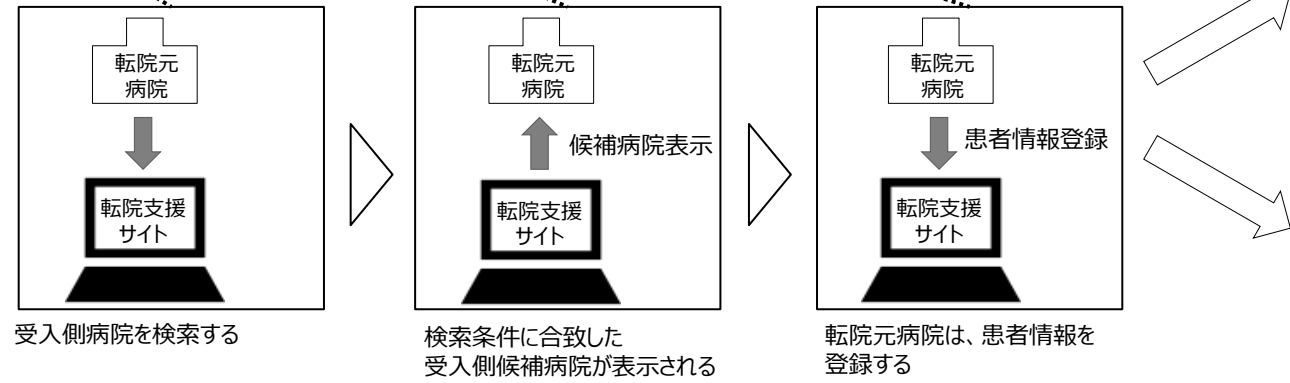 転院元
病院
転院支援
サイト
受入側病院を検索する
転院元
病院
候補病院表示
転院支援
サイト
検索条件に合致した
受入側候補病院が表示される
転院元
病院
患者情報登録
転院支援
サイト
転院元病院は、患者情報を
登録する